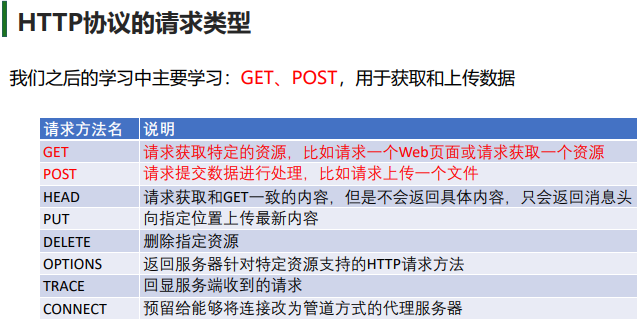 HTTP协议的请求类型
我们之后的学习中主要学习：GET、POST，用于获取和上传数据
请求方法名 说明
GET 请求获取特定的资源，比如请求一个Web页面或请求获取一个资源
POST 请求提交数据进行处理，比如请求上传一个文件
HEAD 请求获取和GET一致的内容，但是不会返回具体内容，只会返回消息头
PUT 向指定位置上传最新内容
DELETE 删除指定资源
OPTIONS 返回服务器针对特定资源支持的HTTP请求方法
TRACE 回显服务端收到的请求
CONNECT 预留给能够将连接改为管道方式的代理服务器